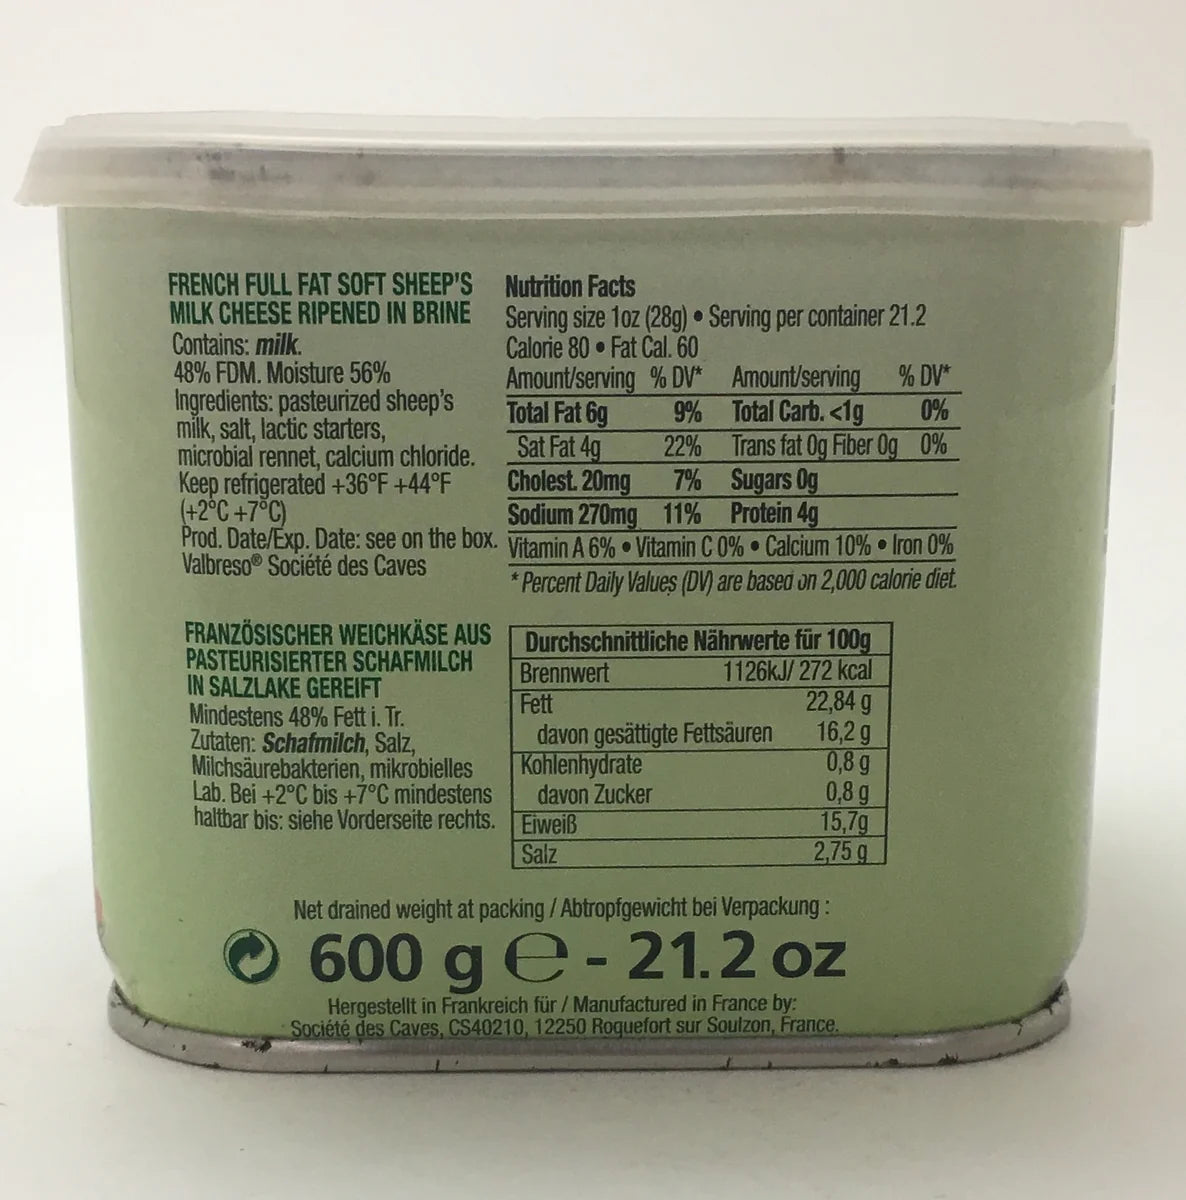 FRENCH FULL FAT SOFT SHEEP'S
MILK CHEESE RIPENED IN BRINE
Contains: milk.
48% FDM. Moisture 56%
Ingredients: pasteurized sheep's
milk, salt, lactic starters,
microbial rennet, calcium chloride.
Keep refrigerated +36°F +44°F
(+2°C +7°C)
Prod. Date/Exp. Date: see on the box.
Valbreso® Société des Caves
Nutrition Facts
Serving size 1oz (28g) • Serving per container 21.2
Calorie 80 • Fat Cal. 60
Amount/serving % DV* Amount/serving % DV*
Total Fat 6g 9% Total Carb. <1g 0%
Sat Fat 4g 22% Trans fat 0g Fiber 0g 0%
Cholest. 20mg 7% Sugars 0g
Sodium 270mg 11% Protein 4g
Vitamin A 6% • Vitamin C 0% • Calcium 10% • Iron 0%
* Percent Daily Values (DV) are based on 2,000 calorie diet.
FRANZÖSISCHER WEICHKÄSE AUS
PASTEURISIERTER SCHAFMILCH
IN SALZLAKE GEREIFT
Mindestens 48% Fett i. Tr.
Zutaten: Schafmilch, Salz,
Milchsäurebakterien, mikrobielles
Lab. Bei +2°C bis +7°C mindestens
haltbar bis: siehe Vorderseite rechts.
Durchschnittliche Nährwerte für 100g
Brennwert 1126kJ/ 272 kcal
Fett 22,84 g
davon gesättigte Fettsäuren 16,2 g
Kohlenhydrate 0,8 g
davon Zucker 0,8 g
Eiweiß 15,7g
Salz 2,75 g
Net drained weight at packing / Abtropfgewicht bei Verpackung :
600 g ℮ - 21.2 oz
Hergestellt in Frankreich für / Manufactured in France by:
Société des Caves, CS40210, 12250 Roquefort sur Soulzon, France.